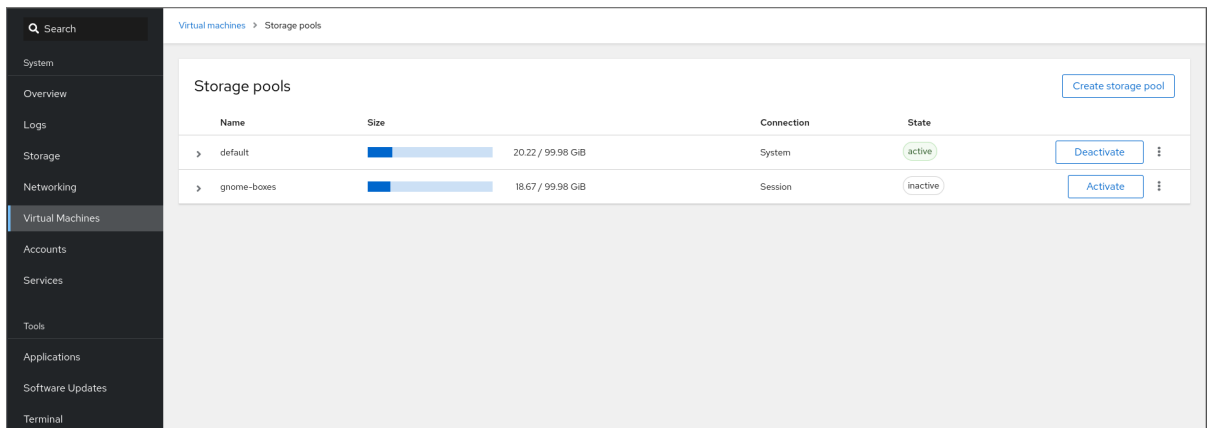 Search
System
Overview
Logs
Storage
Networking
Virtual Machines
Accounts
Services
Tools
Applications
Software Updates
Terminal
Virtual machines > Storage pools
Storage pools Create storage pool
Name Size Connection State
default 20.22 / 99.98 GiB System active Deactivate
gnome-boxes 18.67 / 99.98 GiB Session inactive Activate